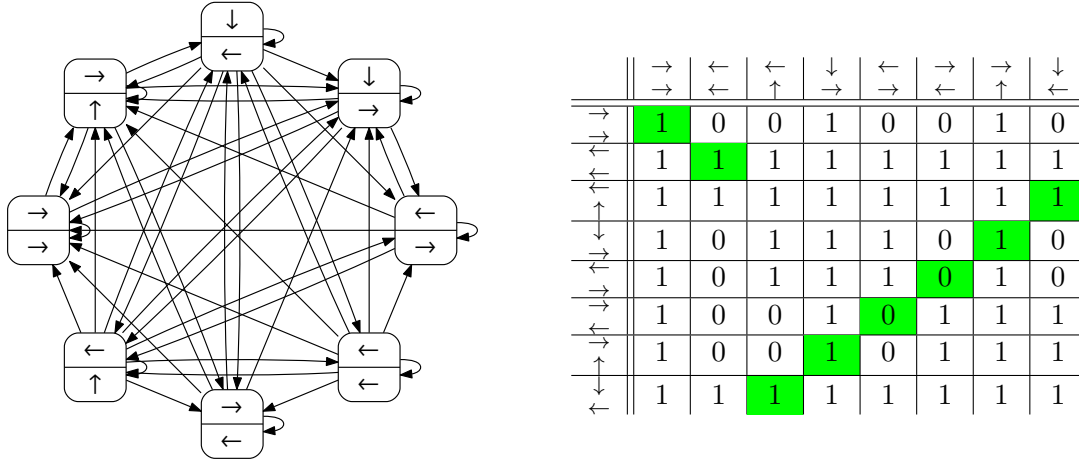 ↓
←
→ ↓
↑ →
→ ←
→ →
← ←
↑ ←
→
←
→ ← ← ↓ ← → → ↓
→ ← ↑ → → ← ↑ ←
→ → 1 0 0 1 0 0 1 0
← ← 1 1 1 1 1 1 1 1
← ↑ 1 1 1 1 1 1 1 1
↓ → 1 0 1 1 1 0 1 0
← → 1 0 1 1 1 0 1 0
→ ← 1 0 0 1 0 1 1 1
→ ↑ 1 0 0 1 0 1 1 1
↓ ← 1 1 1 1 1 1 1 1